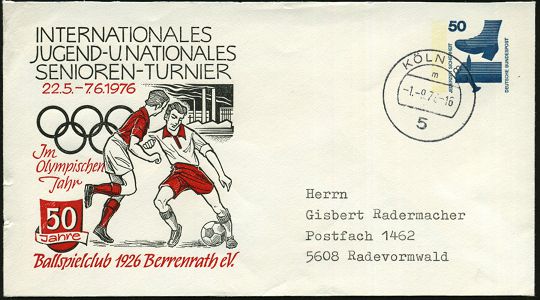 INTERNATIONALES
JUGEND-U.NATIONALES
SENIOREN-TURNIER
22.5.-7.6.1976
Im
Olympischen
Jahr
50
Jahre
Ballspielclub 1926 Berrenrath e.V.
50
DEUTSCHE BUNDESPOST
KÖLN
m
5
Herrn
Gisbert Radermacher
Postfach 1462
5608 Radevormwald